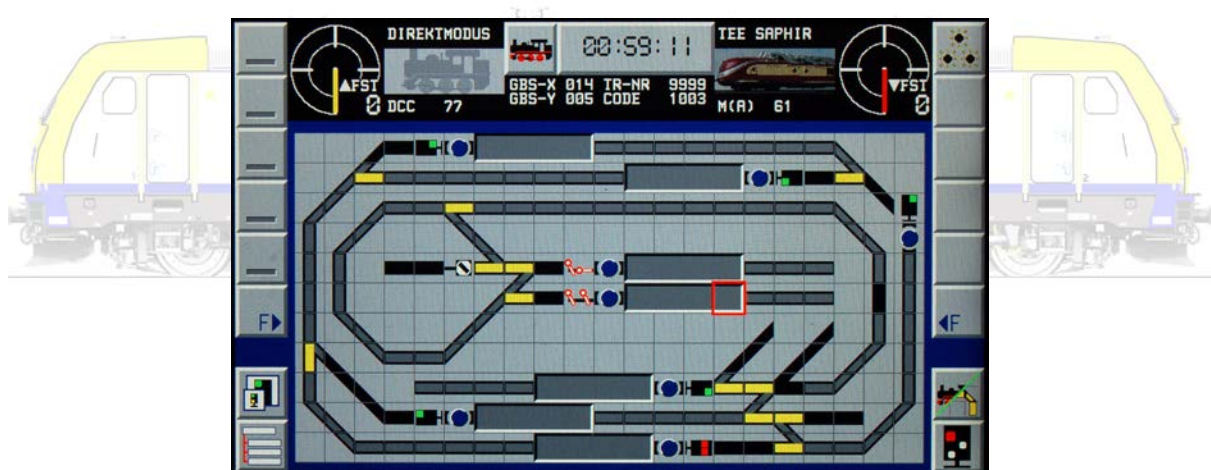 DIREKTMODUS
00:59:11
TEE SAPHIR
▲FST
0
DCC 77
GBS-X 014 TR-NR 9999
GBS-Y 005 CODE 1003
M(A) 61
▼FST
0
F▶
◀F